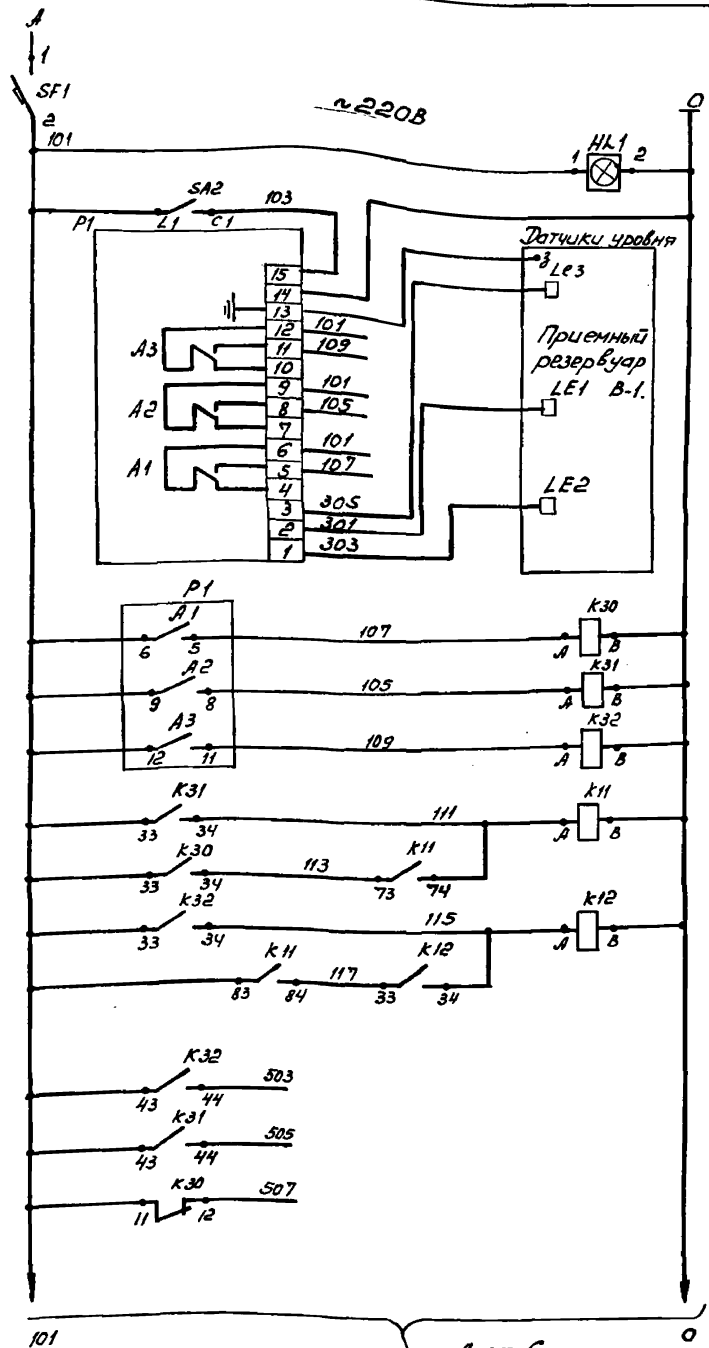 A
1
SF1
2
~220В
0
101
HL1
1 2
SA2
103
P1 L1 C1
Датчики уровня
15
3 Le3
14
13
12 101
A3 11 109
10
Приемный
резервуар
9 101
LE1 B-1.
A2 8 105
7
6 101
A1 5 107
4
LE2
3 305
2 301
1 303
P1
A1
K30
6 5 107 A B
A2
K31
9 8 105 A B
A3
K32
12 11 109 A B
K31
K11
33 34 111 A B
K30 K11
33 34 113 73 74
K32
K12
33 34 115 A B
K11 K12
83 84 117 33 34
K32
43 44 503
K31
43 44 505
K30
11 12 507
101 0